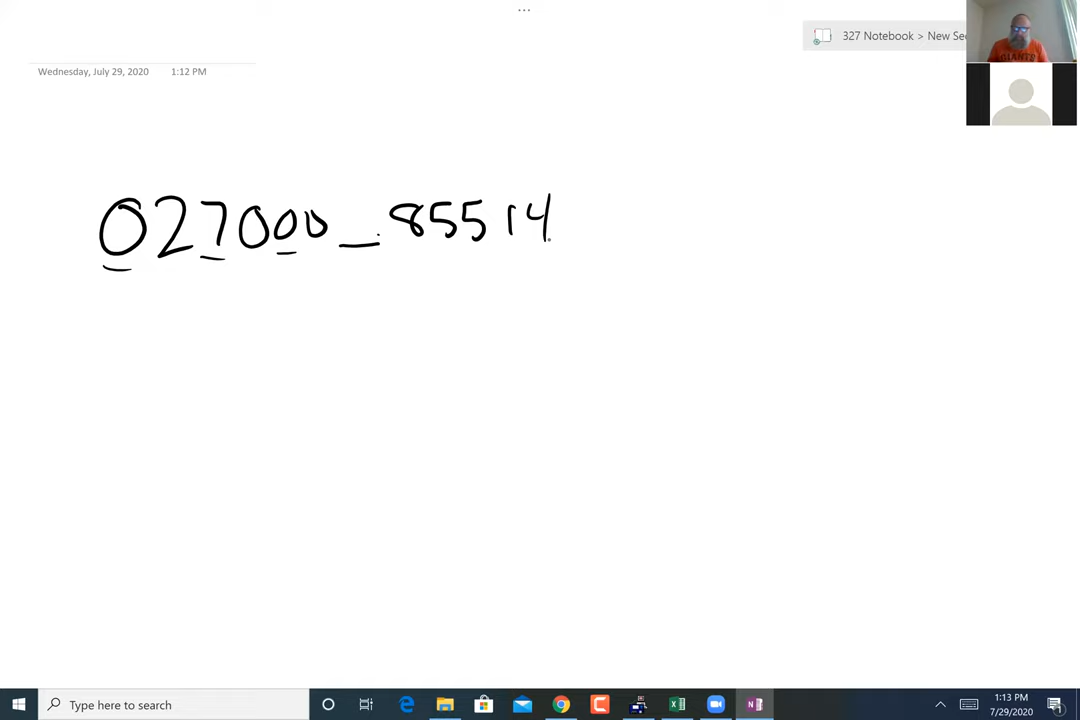 327 Notebook > New Sec
Wednesday, July 29, 2020 1:12 PM
027000_85514
Type here to search
1:13 PM
7/29/2020